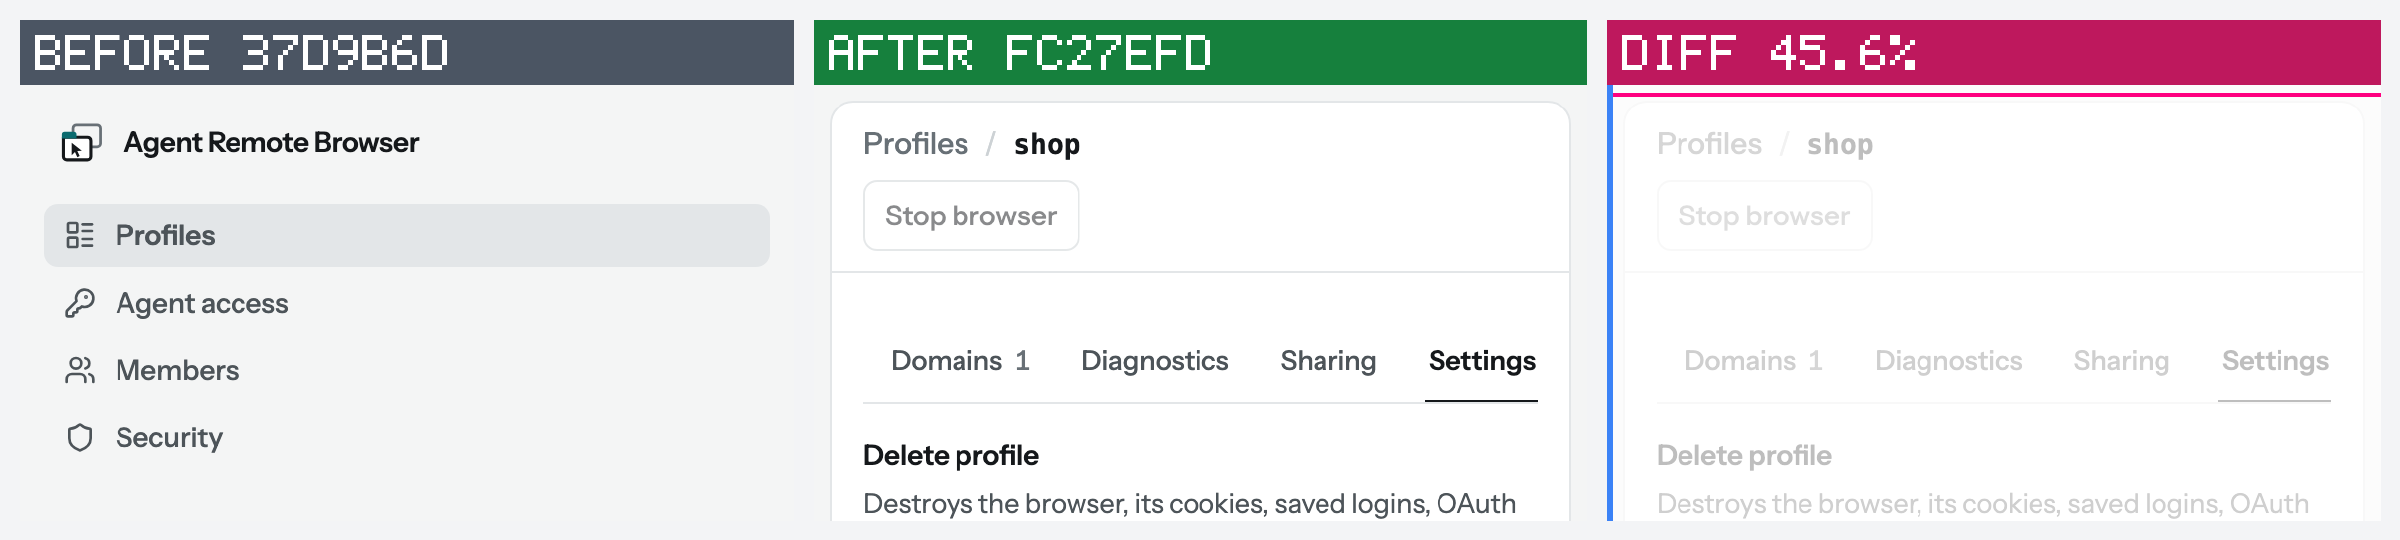 BEFORE 37D9B6D
Agent Remote Browser
Profiles
Agent access
Members
Security
AFTER FC27EFD
Profiles / shop
Stop browser
Domains 1 Diagnostics Sharing Settings
Delete profile
Destroys the browser, its cookies, saved logins, OAuth
DIFF 45.6%
Profiles / shop
Stop browser
Domains 1 Diagnostics Sharing Settings
Delete profile
Destroys the browser, its cookies, saved logins, OAuth